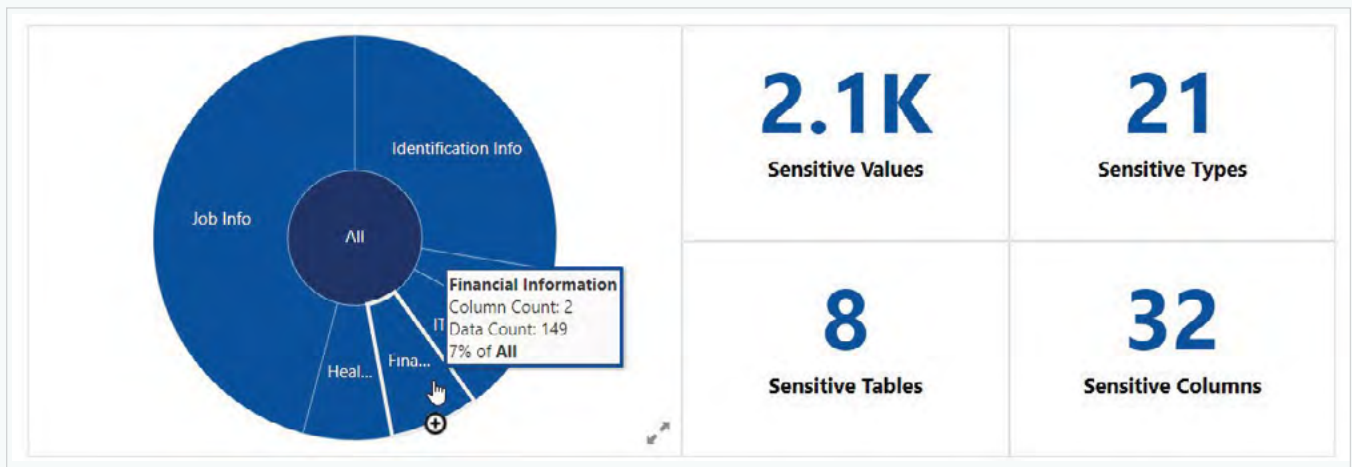 Identification Info
Job Info
All
IT
Fina...
Heal...
Financial Information
Column Count: 2
Data Count: 149
7% of All
2.1K
Sensitive Values
21
Sensitive Types
8
Sensitive Tables
32
Sensitive Columns